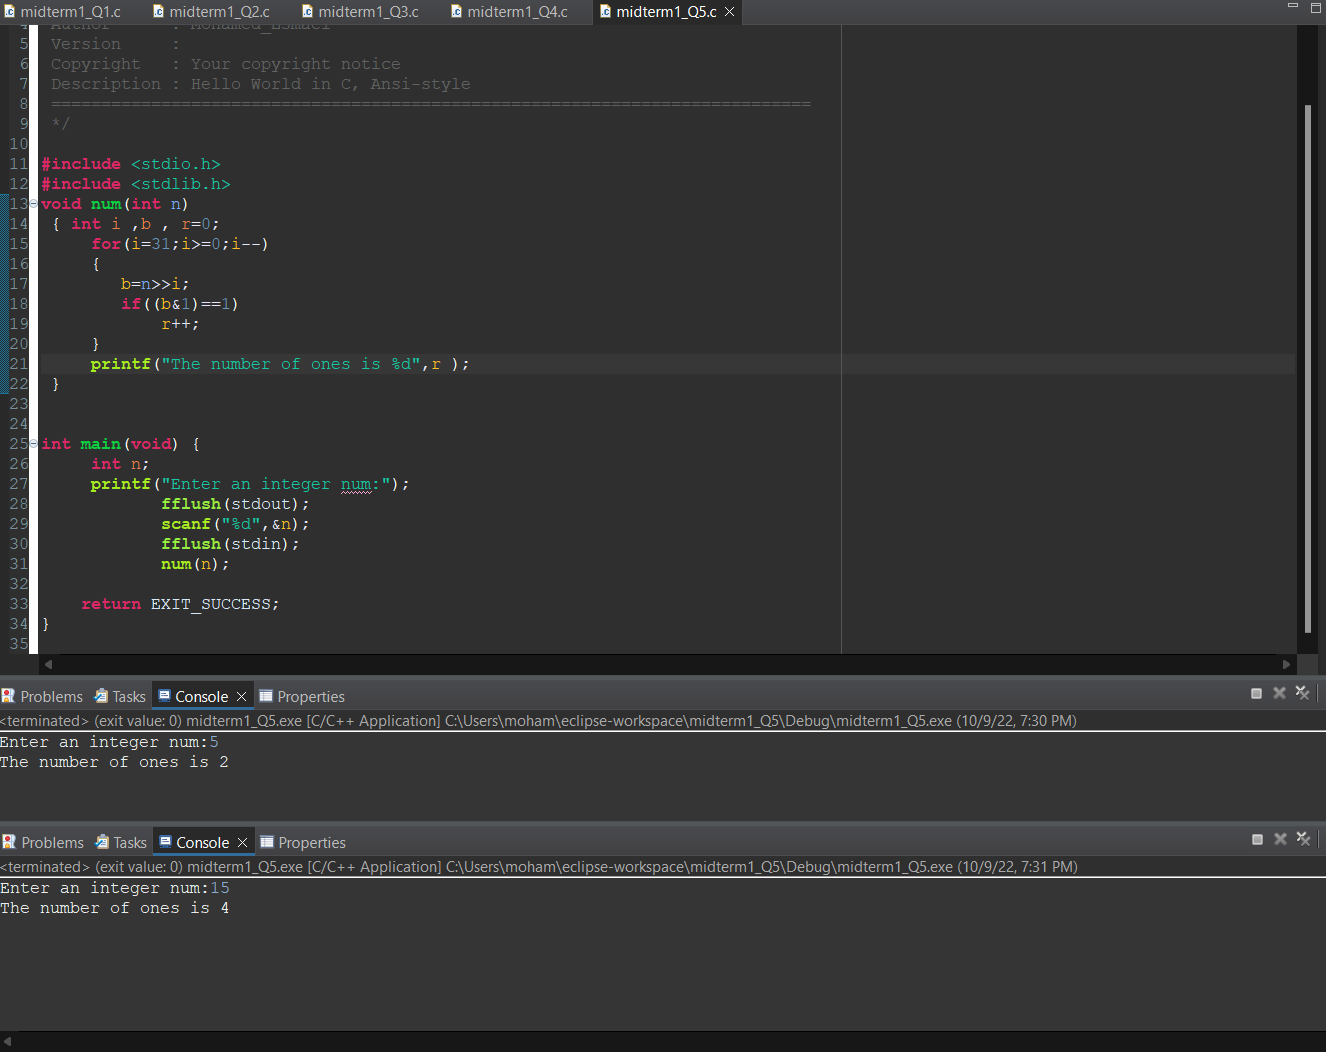 midterm1_Q1.c midterm1_Q2.c midterm1_Q3.c midterm1_Q4.c midterm1_Q5.c
5 Version :
6 Copyright : Your copyright notice
7 Description : Hello World in C, Ansi-style
8 ============================================================================
9 */
10
11 #include <stdio.h>
12 #include <stdlib.h>
13 void num(int n)
14 { int i ,b , r=0;
15 for(i=31;i>=0;i--)
16 {
17 b=n>>i;
18 if((b&1)==1)
19 r++;
20 }
21 printf("The number of ones is %d",r );
22 }
23
24
25 int main(void) {
26 int n;
27 printf("Enter an integer num:");
28 fflush(stdout);
29 scanf("%d",&n);
30 fflush(stdin);
31 num(n);
32
33 return EXIT_SUCCESS;
34 }
35
Problems Tasks Console Properties
<terminated> (exit value: 0) midterm1_Q5.exe [C/C++ Application] C:\Users\moham\eclipse-workspace\midterm1_Q5\Debug\midterm1_Q5.exe (10/9/22, 7:30 PM)
Enter an integer num:5
The number of ones is 2
Problems Tasks Console Properties
<terminated> (exit value: 0) midterm1_Q5.exe [C/C++ Application] C:\Users\moham\eclipse-workspace\midterm1_Q5\Debug\midterm1_Q5.exe (10/9/22, 7:31 PM)
Enter an integer num:15
The number of ones is 4